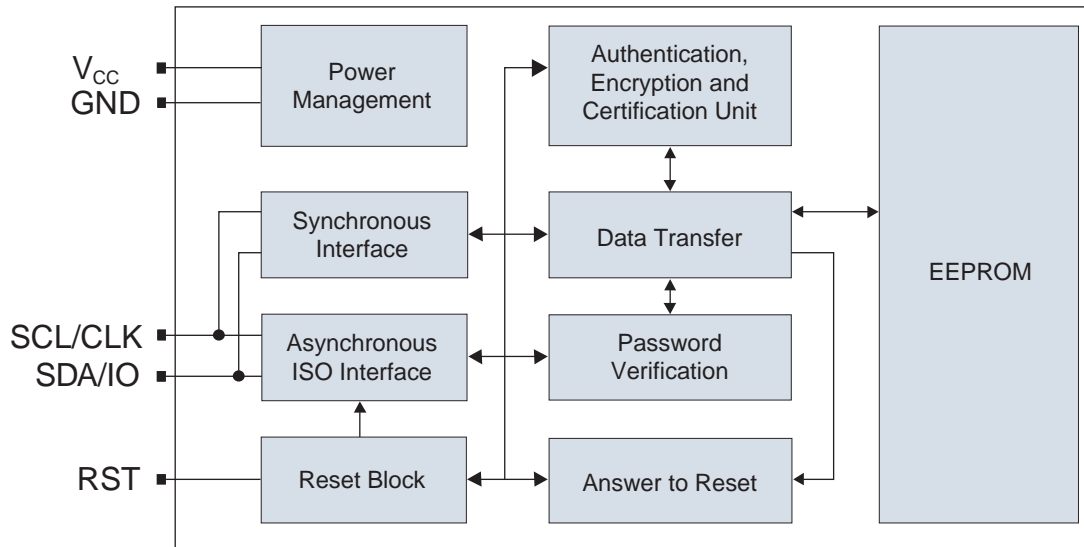 V_CC
GND
Power
Management
Authentication,
Encryption and
Certification Unit
Synchronous
Interface
Data Transfer
EEPROM
SCL/CLK
SDA/IO
Asynchronous
ISO Interface
Password
Verification
RST
Reset Block
Answer to Reset